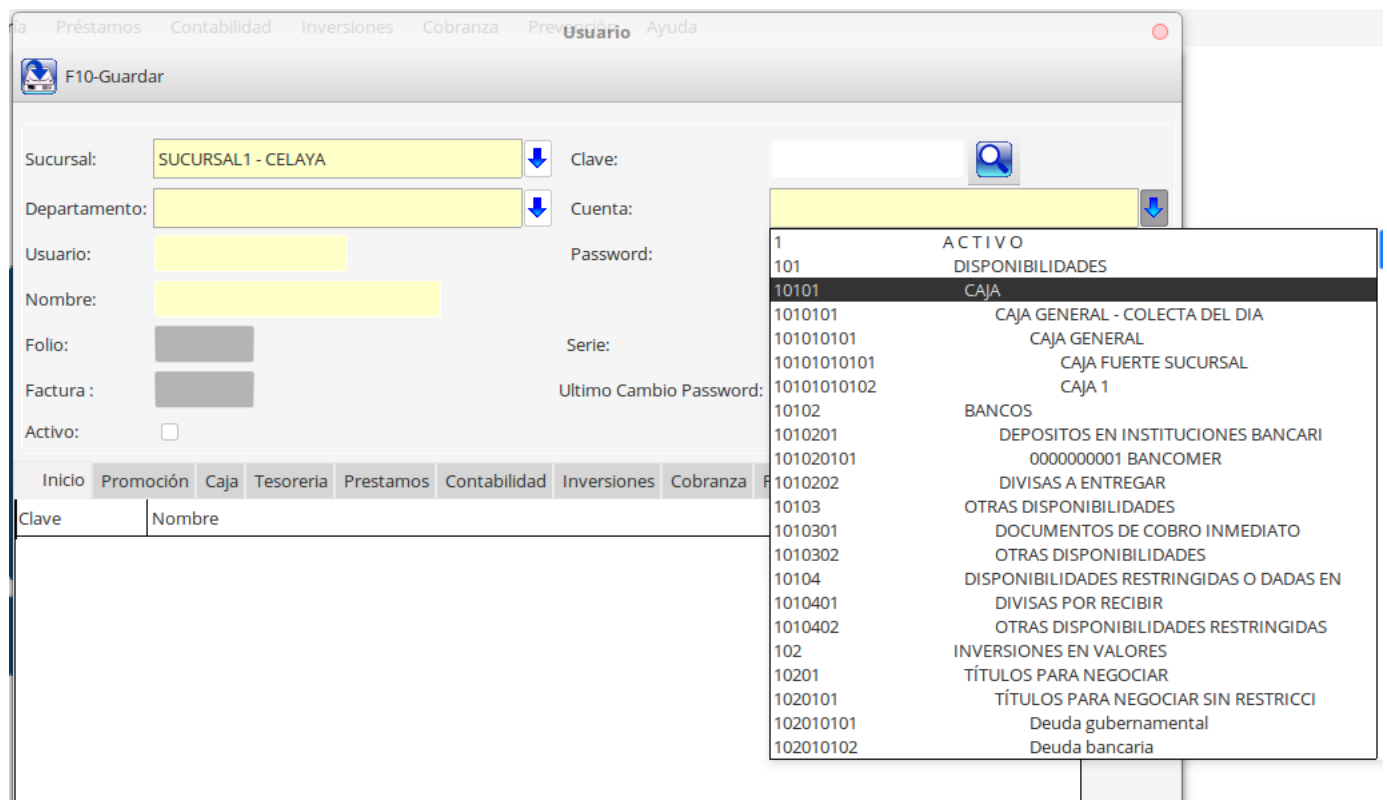 ía Préstamos Contabilidad Inversiones Cobranza Prevención Ayuda
Usuario
F10-Guardar
Sucursal: SUCURSAL1 - CELAYA Clave:
Departamento: Cuenta:
Usuario: Password:
Nombre:
Folio: Serie:
Factura : Ultimo Cambio Password:
Activo:
1 A C T I V O
101 DISPONIBILIDADES
10101 CAJA
1010101 CAJA GENERAL - COLECTA DEL DIA
101010101 CAJA GENERAL
10101010101 CAJA FUERTE SUCURSAL
10101010102 CAJA 1
10102 BANCOS
1010201 DEPOSITOS EN INSTITUCIONES BANCARI
101020101 0000000001 BANCOMER
1010202 DIVISAS A ENTREGAR
10103 OTRAS DISPONIBILIDADES
1010301 DOCUMENTOS DE COBRO INMEDIATO
1010302 OTRAS DISPONIBILIDADES
10104 DISPONIBILIDADES RESTRINGIDAS O DADAS EN
1010401 DIVISAS POR RECIBIR
1010402 OTRAS DISPONIBILIDADES RESTRINGIDAS
102 INVERSIONES EN VALORES
10201 TÍTULOS PARA NEGOCIAR
1020101 TÍTULOS PARA NEGOCIAR SIN RESTRICCI
102010101 Deuda gubernamental
102010102 Deuda bancaria
Inicio Promoción Caja Tesoreria Prestamos Contabilidad Inversiones Cobranza
Clave Nombre